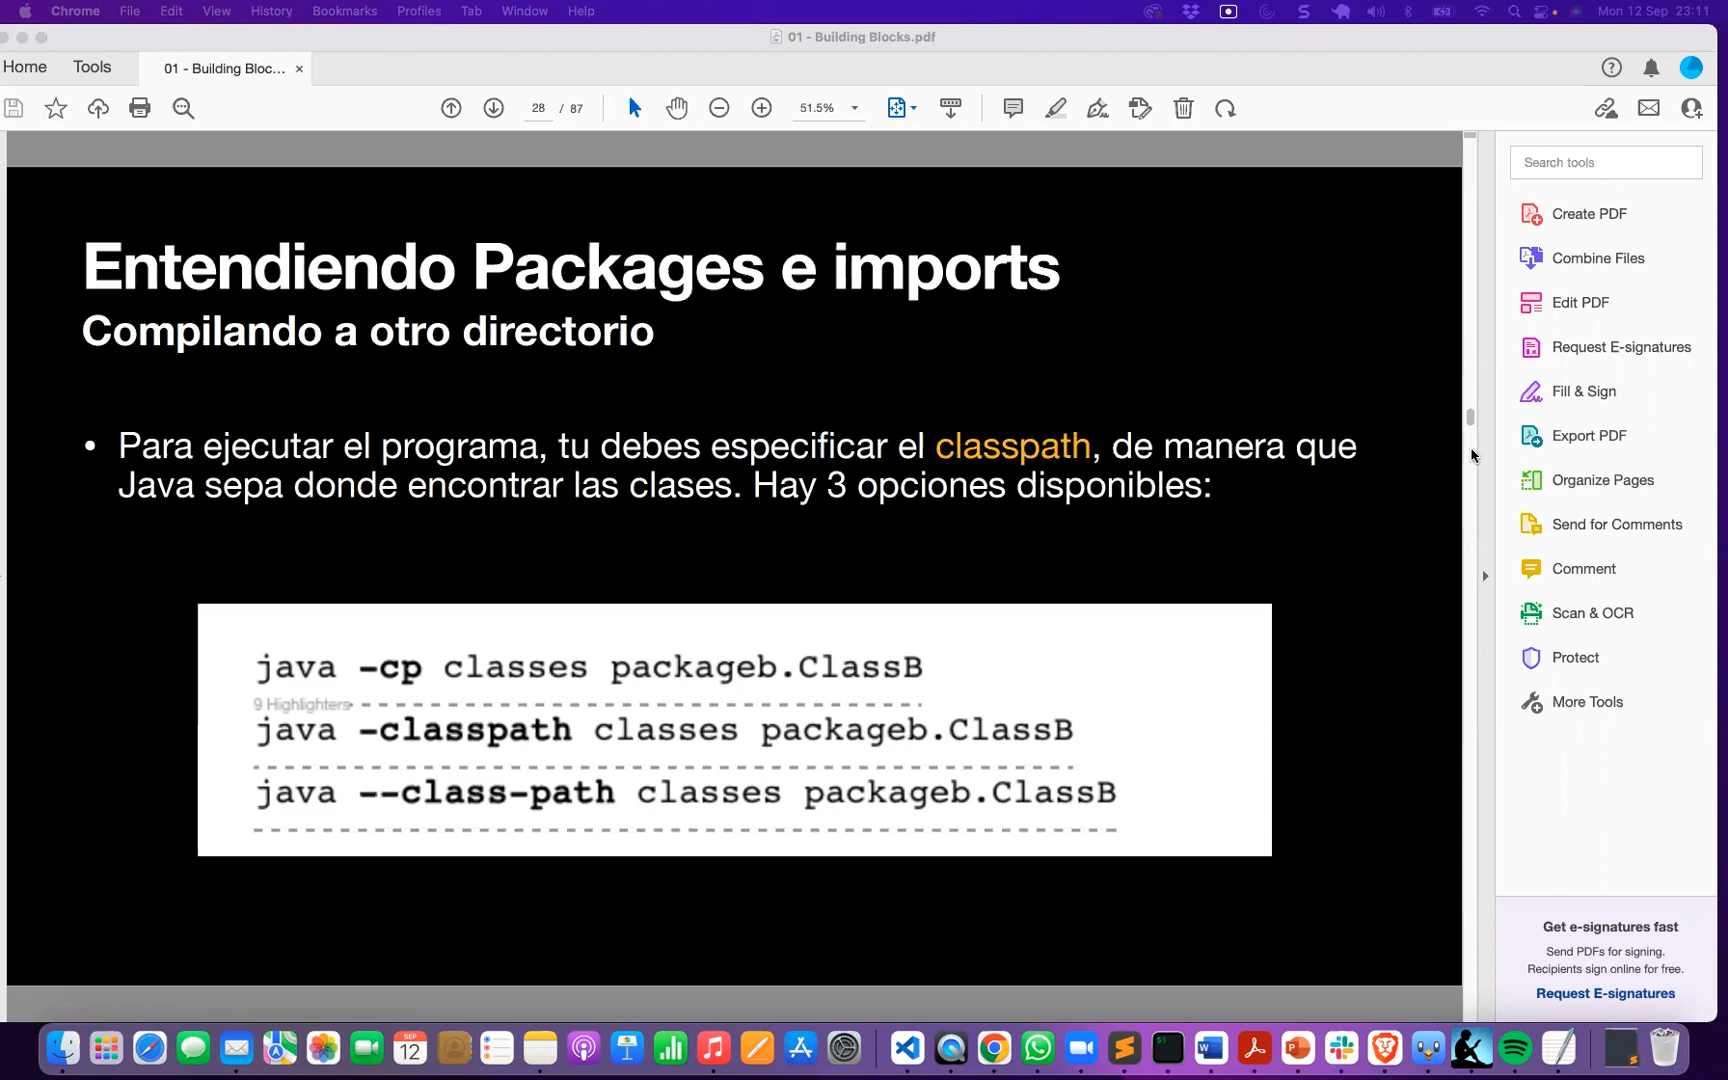 Chrome File Edit View History Bookmarks Profiles Tab Window Help Mon 12 Sep 23:11
01 - Building Blocks.pdf
Home Tools 01 - Building Bloc... ×
28 / 87 51.5%
Search tools
Entendiendo Packages e imports
Compilando a otro directorio
• Para ejecutar el programa, tu debes especificar el classpath, de manera que
Java sepa donde encontrar las clases. Hay 3 opciones disponibles:
java -cp classes packageb.ClassB
9 Highlighters
java -classpath classes packageb.ClassB
java --class-path classes packageb.ClassB
Create PDF
Combine Files
Edit PDF
Request E-signatures
Fill & Sign
Export PDF
Organize Pages
Send for Comments
Comment
Scan & OCR
Protect
More Tools
Get e-signatures fast
Send PDFs for signing.
Recipients sign online for free.
Request E-signatures
SEP
12